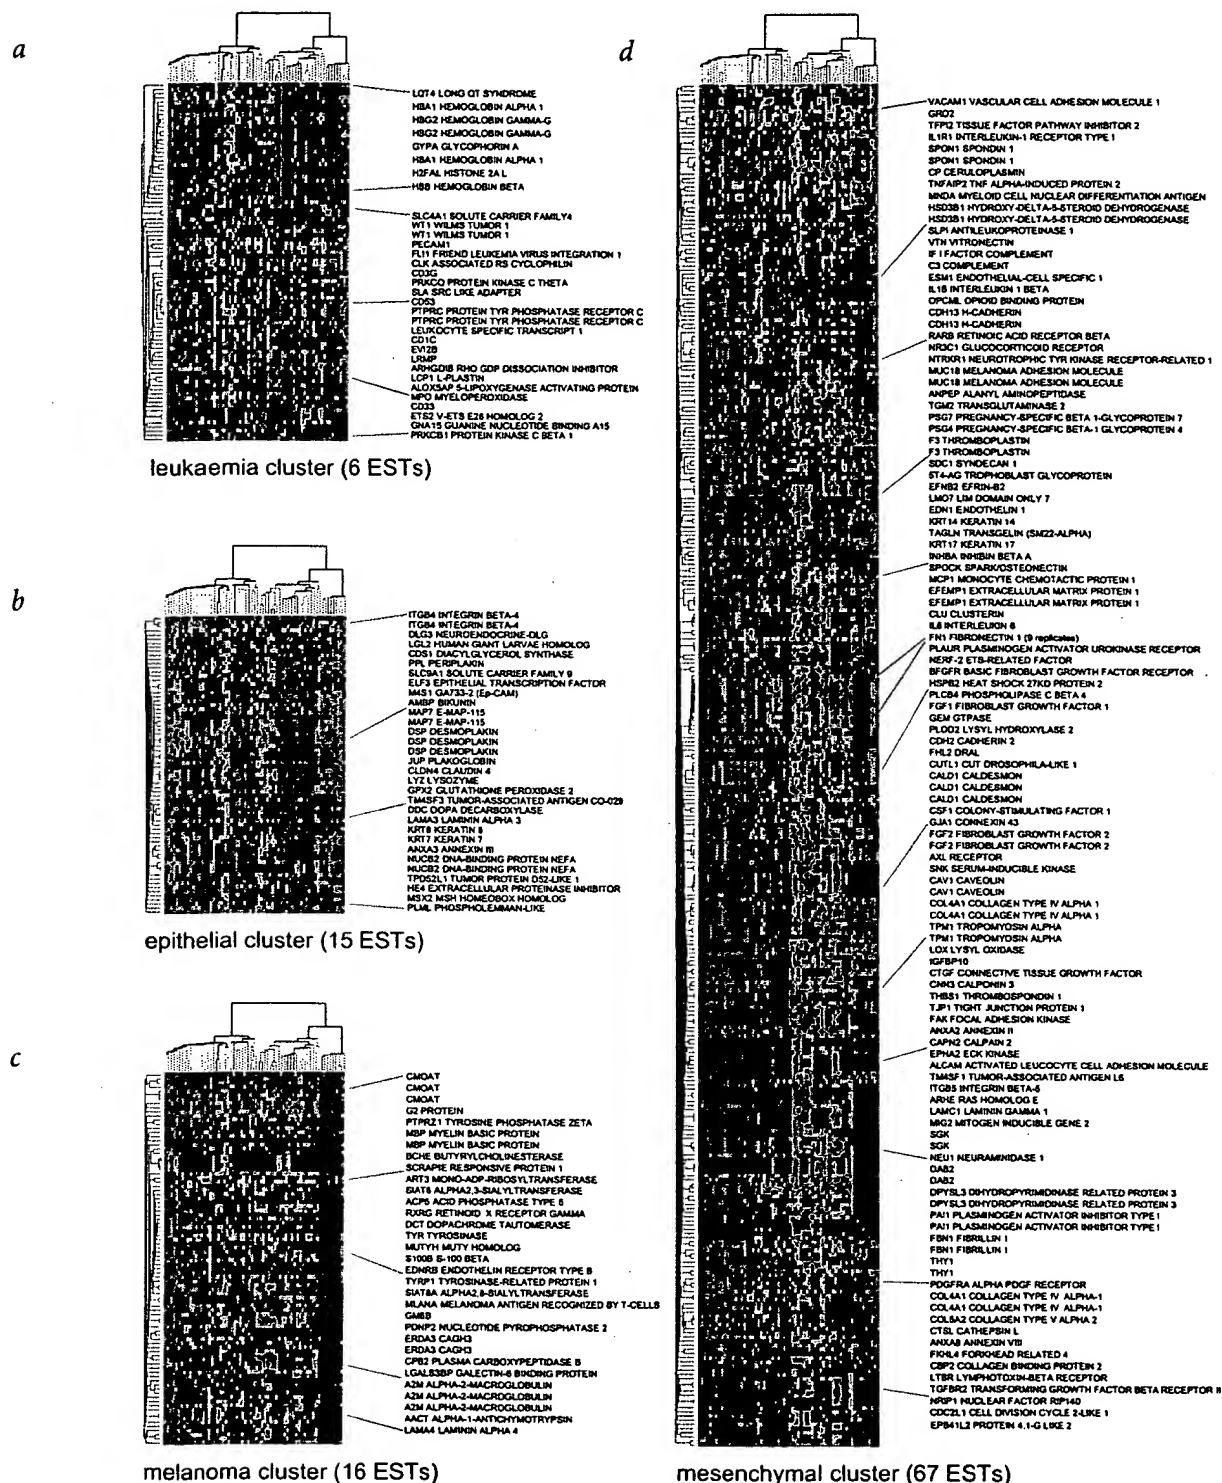 a
LQT4 LONG QT SYNDROME
HBA1 HEMOGLOBIN ALPHA 1
HBG2 HEMOGLOBIN GAMMA-G
HBG2 HEMOGLOBIN GAMMA-G
GYPA GLYCOPHORIN A
HBA1 HEMOGLOBIN ALPHA 1
H2FAL HISTONE 2A L
HBB HEMOGLOBIN BETA
SLC4A1 SOLUTE CARRIER FAMILY4
WT1 WILMS TUMOR 1
WT1 WILMS TUMOR 1
PECAM1
FLI1 FRIEND LEUKEMIA VIRUS INTEGRATION 1
CLK ASSOCIATED RS CYCLOPHILIN
CD3G
PRKCQ PROTEIN KINASE C THETA
SLA SRC LIKE ADAPTER
CD53
PTPRC PROTEIN TYR PHOSPHATASE RECEPTOR C
PTPRC PROTEIN TYR PHOSPHATASE RECEPTOR C
LEUKOCYTE SPECIFIC TRANSCRIPT 1
CD1C
EVI2B
LRMP
ARHGDIB RHO GDP DISSOCIATION INHIBITOR
LCP1 L-PLASTIN
ALOX5AP 5-LIPOXYGENASE ACTIVATING PROTEIN
MPO MYELOPEROXIDASE
CD33
ETS2 V-ETS E26 HOMOLOG 2
GNA15 GUANINE NUCLEOTIDE BINDING A15
PRKCB1 PROTEIN KINASE C BETA 1
leukaemia cluster (6 ESTs)
b
ITGB4 INTEGRIN BETA-4
ITGB4 INTEGRIN BETA-4
DLG3 NEUROENDOCRINE-DLG
LGL2 HUMAN GIANT LARVAE HOMOLOG
CDS1 DIACYLGLYCEROL SYNTHASE
PPL PERIPLAKIN
SLC9A1 SOLUTE CARRIER FAMILY 9
ELF3 EPITHELIAL TRANSCRIPTION FACTOR
M4S1 GA733-2 (Ep-CAM)
AMBP BIKUNIN
MAP7 E-MAP-115
MAP7 E-MAP-115
DSP DESMOPLAKIN
DSP DESMOPLAKIN
DSP DESMOPLAKIN
JUP PLAKOGLOBIN
CLDN4 CLAUDIN 4
LYZ LYSOZYME
GPX2 GLUTATHIONE PEROXIDASE 2
TM4SF3 TUMOR-ASSOCIATED ANTIGEN CO-029
DDC DOPA DECARBOXYLASE
LAMA3 LAMININ ALPHA 3
KRT8 KERATIN 8
KRT7 KERATIN 7
ANXA3 ANNEXIN III
NUCB2 DNA-BINDING PROTEIN NEFA
NUCB2 DNA-BINDING PROTEIN NEFA
TPD52L1 TUMOR PROTEIN D52-LIKE 1
HE4 EXTRACELLULAR PROTEINASE INHIBITOR
MSX2 MSH HOMEOBOX HOMOLOG
PLML PHOSPHOLEMMAN-LIKE
epithelial cluster (15 ESTs)
c
CMOAT
CMOAT
CMOAT
G2 PROTEIN
PTPRZ1 TYROSINE PHOSPHATASE ZETA
MBP MYELIN BASIC PROTEIN
MBP MYELIN BASIC PROTEIN
BCHE BUTYRYLCHOLINESTERASE
SCRAPIE RESPONSIVE PROTEIN 1
ART3 MONO-ADP-RIBOSYLTRANSFERASE
SIAT6 ALPHA2,3-SIALYLTRANSFERASE
ACP5 ACID PHOSPHATASE TYPE 5
RXRG RETINOID X RECEPTOR GAMMA
DCT DOPACHROME TAUTOMERASE
TYR TYROSINASE
MUTYH MUTY HOMOLOG
S100B S-100 BETA
EDNRB ENDOTHELIN RECEPTOR TYPE B
TYRP1 TYROSINASE-RELATED PROTEIN 1
SIAT8A ALPHA2,8-SIALYLTRANSFERASE
MLANA MELANOMA ANTIGEN RECOGNIZED BY T-CELLS
GM6B
PDNP2 NUCLEOTIDE PYROPHOSPHATASE 2
ERDA3 CAGH3
ERDA3 CAGH3
CPB2 PLASMA CARBOXYPEPTIDASE B
LGALS3BP GALECTIN-6 BINDING PROTEIN
A2M ALPHA-2-MACROGLOBULIN
A2M ALPHA-2-MACROGLOBULIN
A2M ALPHA-2-MACROGLOBULIN
AACT ALPHA-1-ANTICHYMOTRYPSIN
LAMA4 LAMININ ALPHA 4
melanoma cluster (16 ESTs)
d
VACAM1 VASCULAR CELL ADHESION MOLECULE 1
GRO2
TFPI2 TISSUE FACTOR PATHWAY INHIBITOR 2
IL1R1 INTERLEUKIN-1 RECEPTOR TYPE 1
SPON1 SPONDIN 1
SPON1 SPONDIN 1
CP CERULOPLASMIN
TNFAIP2 TNF ALPHA-INDUCED PROTEIN 2
MNDA MYELOID CELL NUCLEAR DIFFERENTIATION ANTIGEN
HSD3B1 HYDROXY-DELTA-5-STEROID DEHYDROGENASE
HSD3B1 HYDROXY-DELTA-5-STEROID DEHYDROGENASE
SLPI ANTILEUKOPROTEINASE 1
VTN VITRONECTIN
IF I FACTOR COMPLEMENT
C3 COMPLEMENT
ESM1 ENDOTHELIAL-CELL SPECIFIC 1
IL1B INTERLEUKIN 1 BETA
OPCML OPIOID BINDING PROTEIN
CDH13 H-CADHERIN
CDH13 H-CADHERIN
RARB RETINOIC ACID RECEPTOR BETA
NR3C1 GLUCOCORTICOID RECEPTOR
NTRKR1 NEUROTROPHIC TYR KINASE RECEPTOR-RELATED 1
MUC18 MELANOMA ADHESION MOLECULE
MUC18 MELANOMA ADHESION MOLECULE
ANPEP ALANYL AMINOPEPTIDASE
TGM2 TRANSGLUTAMINASE 2
PSG7 PREGNANCY-SPECIFIC BETA 1-GLYCOPROTEIN 7
PSG4 PREGNANCY-SPECIFIC BETA-1 GLYCOPROTEIN 4
F3 THROMBOPLASTIN
F3 THROMBOPLASTIN
SDC1 SYNDECAN 1
5T4-AG TROPHOBLAST GLYCOPROTEIN
EFNB2 EFRIN-B2
LMO7 LIM DOMAIN ONLY 7
EDN1 ENDOTHELIN 1
KRT14 KERATIN 14
TAGLN TRANSGELIN (SM22-ALPHA)
KRT17 KERATIN 17
INHBA INHIBIN BETA A
SPOCK SPARK/OSTEONECTIN
MCP1 MONOCYTE CHEMOTACTIC PROTEIN 1
EFEMP1 EXTRACELLULAR MATRIX PROTEIN 1
EFEMP1 EXTRACELLULAR MATRIX PROTEIN 1
CLU CLUSTERIN
IL6 INTERLEUKIN 6
FN1 FIBRONECTIN 1 (9 replicates)
PLAUR PLASMINOGEN ACTIVATOR UROKINASE RECEPTOR
NERF-2 ETS-RELATED FACTOR
BFGFR BASIC FIBROBLAST GROWTH FACTOR RECEPTOR
HSPB2 HEAT SHOCK 27KD PROTEIN 2
PLCB4 PHOSPHOLIPASE C BETA 4
FGF1 FIBROBLAST GROWTH FACTOR 1
GEM GTPASE
PLOD2 LYSYL HYDROXYLASE 2
CDH2 CADHERIN 2
FHL2 DRAL
CUTL1 CUT DROSOPHILA-LIKE 1
CALD1 CALDESMON
CALD1 CALDESMON
CALD1 CALDESMON
CSF1 COLONY-STIMULATING FACTOR 1
GJA1 CONNEXIN 43
FGF2 FIBROBLAST GROWTH FACTOR 2
FGF2 FIBROBLAST GROWTH FACTOR 2
AXL RECEPTOR
SNK SERUM-INDUCIBLE KINASE
CAV1 CAVEOLIN
CAV1 CAVEOLIN
COL4A1 COLLAGEN TYPE IV ALPHA 1
COL4A1 COLLAGEN TYPE IV ALPHA 1
TPM1 TROPOMYOSIN ALPHA
TPM1 TROPOMYOSIN ALPHA
LOX LYSYL OXIDASE
IGFBP10
CTGF CONNECTIVE TISSUE GROWTH FACTOR
CNN3 CALPONIN 3
THBS1 THROMBOSPONDIN 1
TJP1 TIGHT JUNCTION PROTEIN 1
FAK FOCAL ADHESION KINASE
ANXA2 ANNEXIN II
CAPN2 CALPAIN 2
EPHA2 ECK KINASE
ALCAM ACTIVATED LEUCOCYTE CELL ADHESION MOLECULE
TM4SF1 TUMOR-ASSOCIATED ANTIGEN L6
ITGB5 INTEGRIN BETA-5
ARHE RAS HOMOLOG E
LAMC1 LAMININ GAMMA 1
MIG2 MITOGEN INDUCIBLE GENE 2
SGK
SGK
NEU1 NEURAMINIDASE 1
DAB2
DAB2
DPYSL3 DIHYDROPYRIMIDINASE RELATED PROTEIN 3
DPYSL3 DIHYDROPYRIMIDINASE RELATED PROTEIN 3
PAI1 PLASMINOGEN ACTIVATOR INHIBITOR TYPE I
PAI1 PLASMINOGEN ACTIVATOR INHIBITOR TYPE I
FBN1 FIBRILLIN 1
FBN1 FIBRILLIN 1
THY1
THY1
PDGFRA ALPHA PDGF RECEPTOR
COL4A1 COLLAGEN TYPE IV ALPHA-1
COL4A1 COLLAGEN TYPE IV ALPHA-1
COL5A2 COLLAGEN TYPE V ALPHA 2
CTSL CATHEPSIN L
ANXA8 ANNEXIN VIII
FKHL4 FORKHEAD RELATED 4
CBP2 COLLAGEN BINDING PROTEIN 2
LTBR LYMPHOTOXIN-BETA RECEPTOR
TGFBR2 TRANSFORMING GROWTH FACTOR BETA RECEPTOR II
NRIP1 NUCLEAR FACTOR RIP140
CDC2L1 CELL DIVISION CYCLE 2-LIKE 1
EPB41L2 PROTEIN 4.1-G LIKE 2
mesenchymal cluster (67 ESTs)